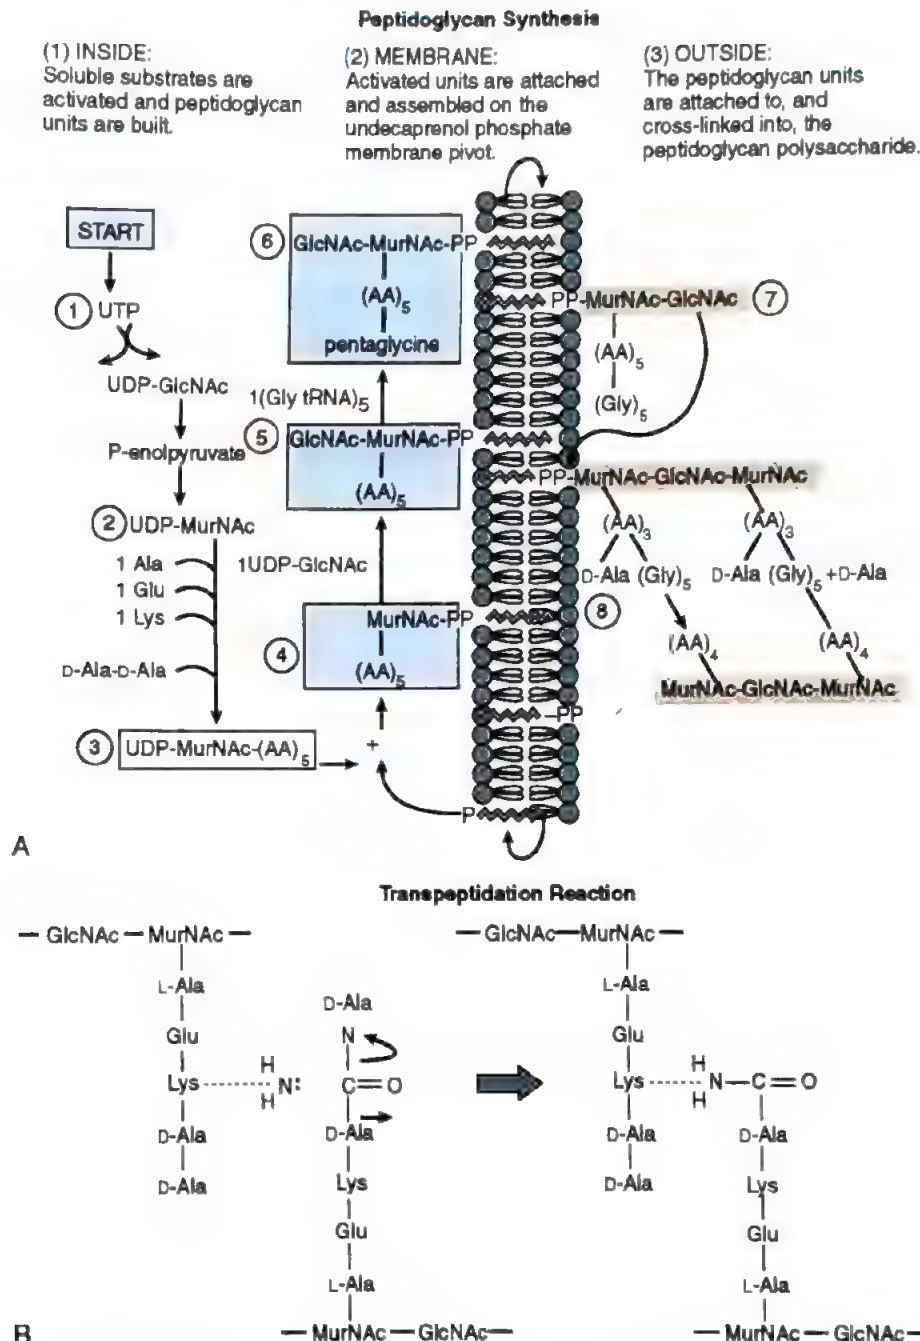 Peptidoglycan Synthesis
(1) INSIDE:
Soluble substrates are
activated and peptidoglycan
units are built.
(2) MEMBRANE:
Activated units are attached
and assembled on the
undecaprenol phosphate
membrane pivot.
(3) OUTSIDE:
The peptidoglycan units
are attached to, and
cross-linked into, the
peptidoglycan polysaccharide.
START
1 UTP
UDP-GlcNAc
P-enolpyruvate
2 UDP-MurNAc
1 Ala
1 Glu
1 Lys
D-Ala-D-Ala
3 UDP-MurNAc-(AA)5
+
P
4
MurNAc-PP
(AA)5
1UDP-GlcNAc
5
GlcNAc-MurNAc-PP
(AA)5
1(Gly tRNA)5
6
GlcNAc-MurNAc-PP
(AA)5
pentaglycine
PP-MurNAc-GlcNAc 7
(AA)5
(Gly)5
PP-MurNAc-GlcNAc-MurNAc
(AA)3 (AA)3
D-Ala (Gly)5 D-Ala (Gly)5 +D-Ala
8
(AA)4 (AA)4
MurNAc-GlcNAc-MurNAc
-PP
A
Transpeptidation Reaction
— GlcNAc — MurNAc —
L-Ala
Glu
Lys
D-Ala
D-Ala
H
N:
H
D-Ala
N
C=O
D-Ala
Lys
Glu
L-Ala
— MurNAc — GlcNAc —
— GlcNAc — MurNAc —
L-Ala
Glu
Lys
D-Ala
D-Ala
H
N—C=O
H
D-Ala
Lys
Glu
L-Ala
— MurNAc — GlcNAc —
B